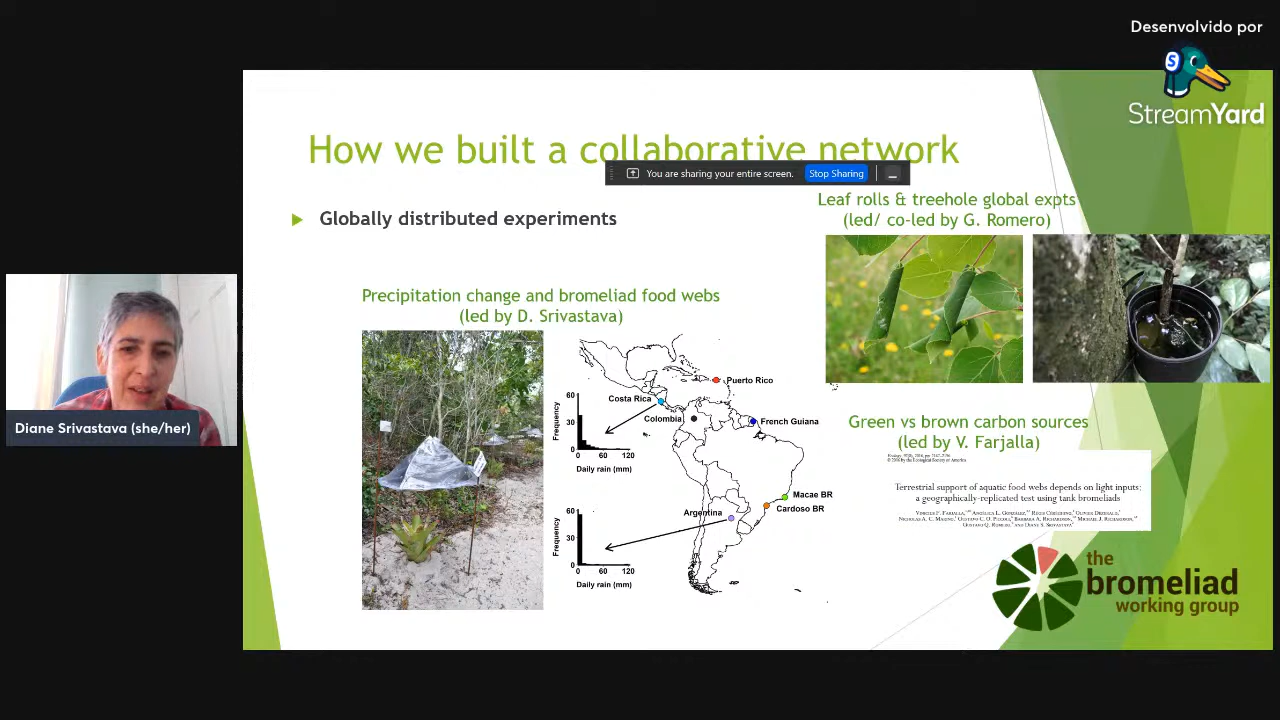 Desenvolvido por
StreamYard
How we built a collaborative network
You are sharing your entire screen.
Stop Sharing
Globally distributed experiments
Leaf rolls & treehole global expts
(led/ co-led by G. Romero)
Precipitation change and bromeliad food webs
(led by D. Srivastava)
Puerto Rico
Costa Rica
Colombia
French Guiana
Macae BR
Cardoso BR
Argentina
Frequency
60
30
0
0 60 120
Daily rain (mm)
Frequency
60
30
0
0 60 120
Daily rain (mm)
Green vs brown carbon sources
(led by V. Farjalla)
Terrestrial support of aquatic food webs depends on light inputs:
a geographically-replicated test using tank bromeliads
the
bromeliad
working group
Diane Srivastava (she/her)